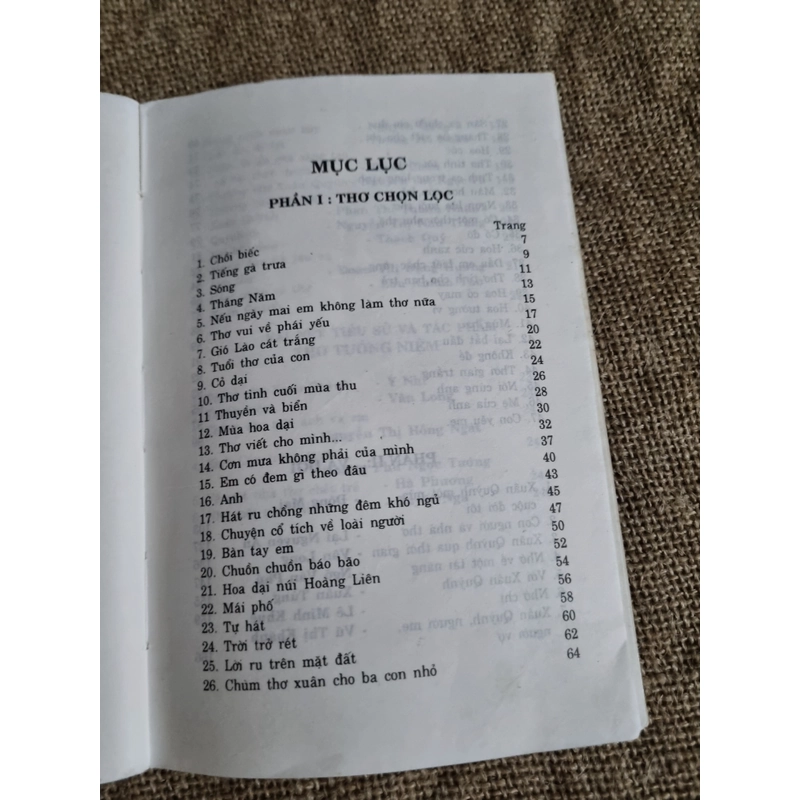 MỤC LỤC
PHẦN I : THƠ CHỌN LỌC
Trang
1. Chồi biếc 7
2. Tiếng gà trưa 9
3. Sóng 11
4. Tháng Năm 13
5. Nếu ngày mai em không làm thơ nữa 15
6. Thơ vui về phái yếu 17
7. Gió Lào cát trắng 20
8. Tuổi thơ của con 22
9. Cỏ dại 24
10. Thơ tình cuối mùa thu 26
11 Thuyền và biển 28
12. Mùa hoa dại 30
13. Thơ viết cho mình... 32
14. Cơn mưa không phải của mình 37
15. Em có đem gì theo đâu 40
16. Anh 43
17. Hát ru chồng những đêm khó ngủ 45
18. Chuyện cổ tích về loài người 47
19. Bàn tay em 50
20. Chuồn chuồn báo bão 52
21. Hoa dại núi Hoàng Liên 54
22. Mái phố 56
23. Tự hát 58
24. Trời trở rét 60
25. Lời ru trên mặt đất 62
26. Chùm thơ xuân cho ba con nhỏ 64